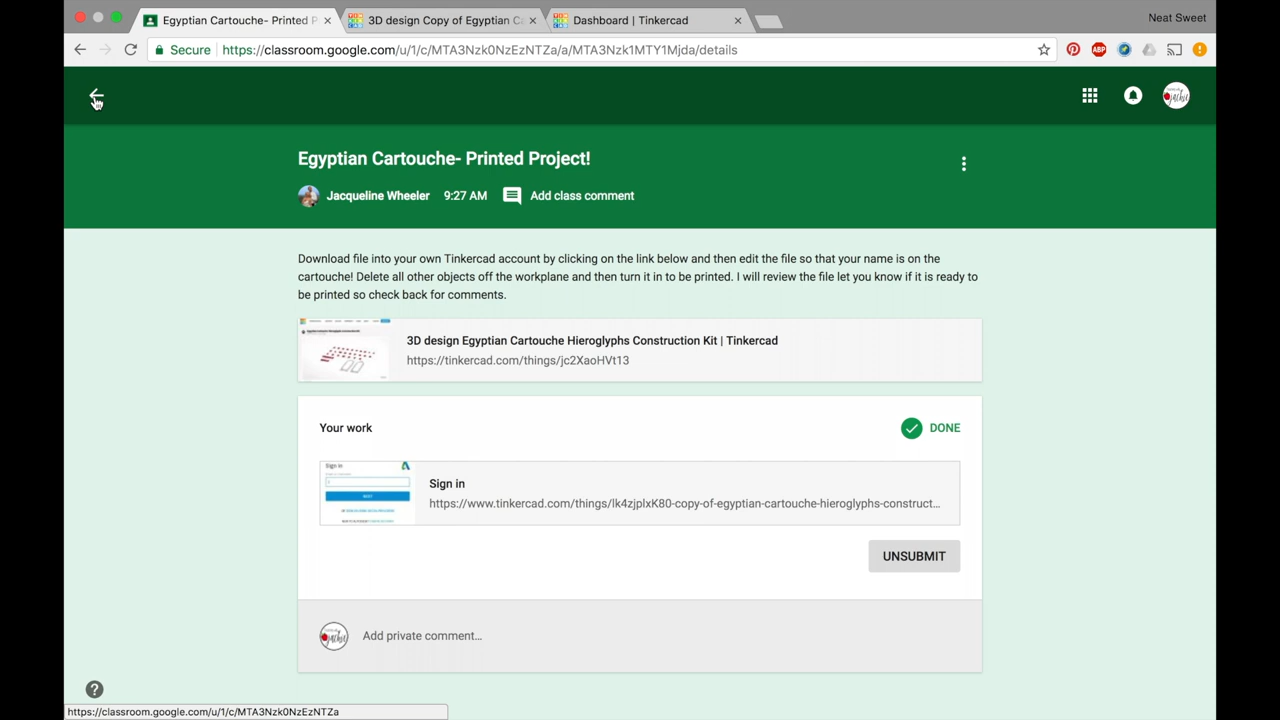 Egyptian Cartouche- Printed P
3D design Copy of Egyptian C
Dashboard | Tinkercad
Neat Sweet
Secure
https://classroom.google.com/u/1/c/MTA3Nzk0NzEzNTZa/a/MTA3Nzk1MTY1Mjda/details
ABP
Egyptian Cartouche- Printed Project!
Jacqueline Wheeler 9:27 AM Add class comment
Download file into your own Tinkercad account by clicking on the link below and then edit the file so that your name is on the
cartouche! Delete all other objects off the workplane and then turn it in to be printed. I will review the file let you know if it is ready to
be printed so check back for comments.
3D design Egyptian Cartouche Hieroglyphs Construction Kit | Tinkercad
https://tinkercad.com/things/jc2XaoHVt13
Your work
DONE
Sign in
Sign in
https://www.tinkercad.com/things/lk4zjplxK80-copy-of-egyptian-cartouche-hieroglyphs-construct...
UNSUBMIT
Add private comment...
https://classroom.google.com/u/1/c/MTA3Nzk0NzEzNTZa